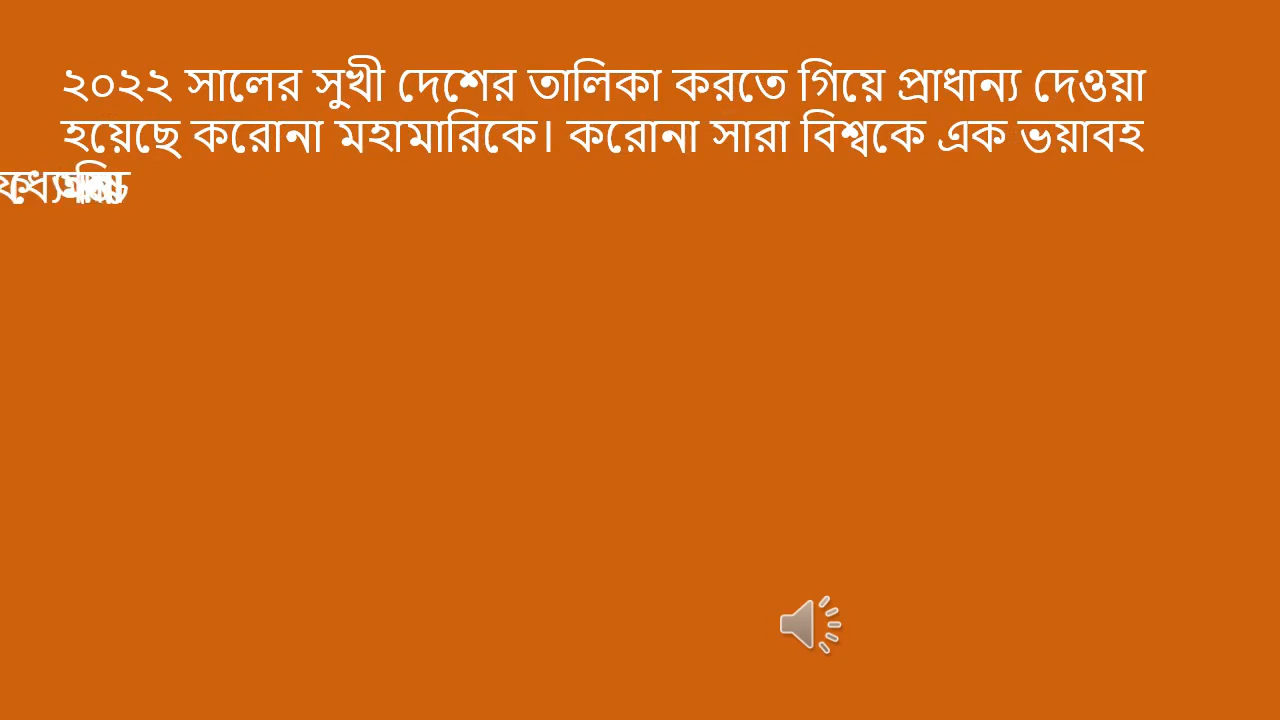 ২০২২ সালের সুখী দেশের তালিকা করতে গিয়ে প্রাধান্য দেওয়া
হয়েছে করোনা মহামারিকে। করোনা সারা বিশ্বকে এক ভয়াবহ